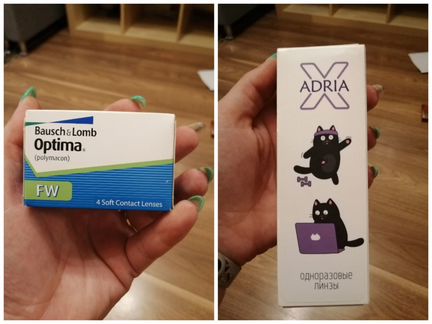 Bausch & Lomb
Optima®
(polymacon)
FW
4 Soft Contact Lenses
X
ADRIA
одноразовые
линзы